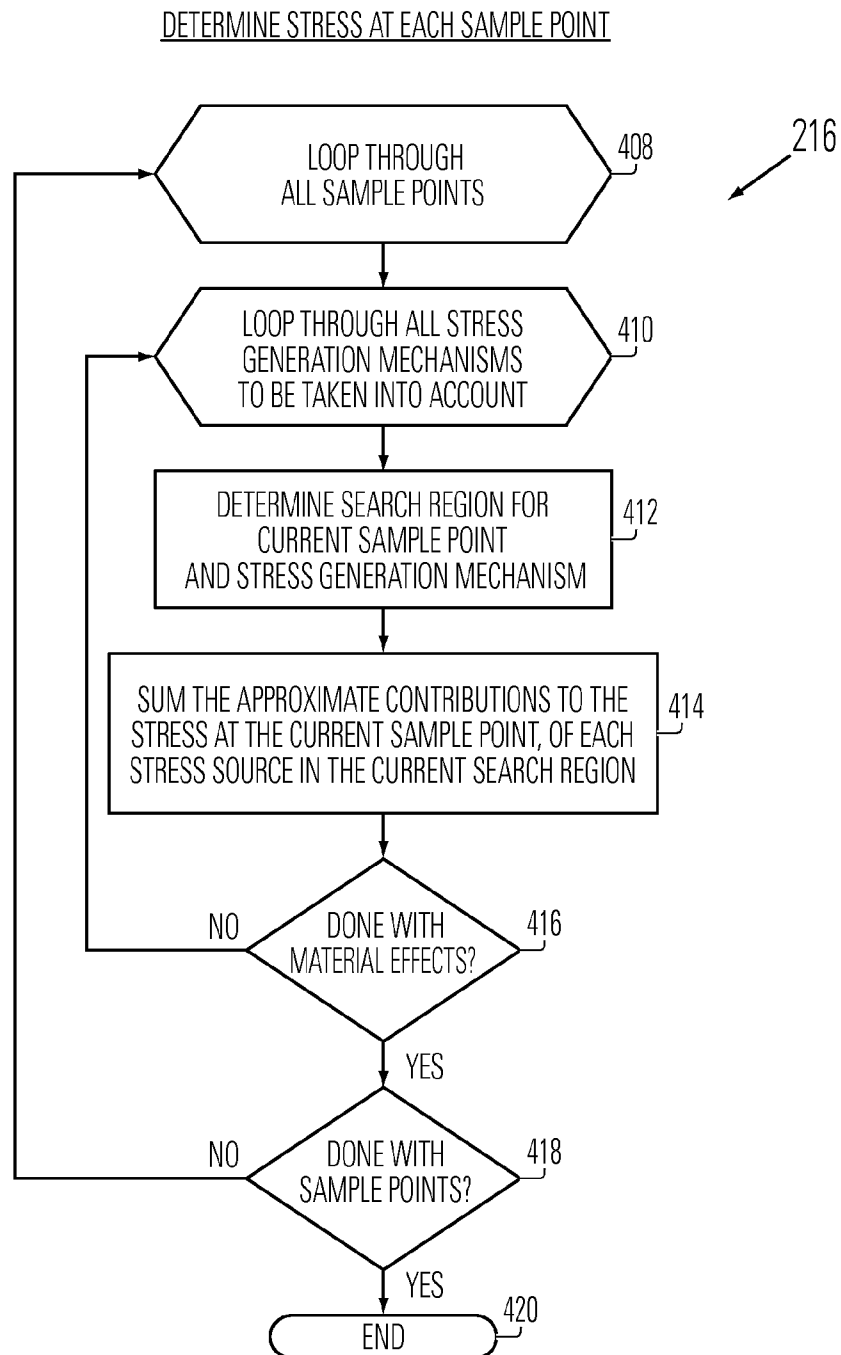 DETERMINE STRESS AT EACH SAMPLE POINT
216
LOOP THROUGH
ALL SAMPLE POINTS
408
LOOP THROUGH ALL STRESS
GENERATION MECHANISMS
TO BE TAKEN INTO ACCOUNT
410
DETERMINE SEARCH REGION FOR
CURRENT SAMPLE POINT
AND STRESS GENERATION MECHANISM
412
SUM THE APPROXIMATE CONTRIBUTIONS TO THE
STRESS AT THE CURRENT SAMPLE POINT, OF EACH
STRESS SOURCE IN THE CURRENT SEARCH REGION
414
NO
DONE WITH
MATERIAL EFFECTS?
416
YES
NO
DONE WITH
SAMPLE POINTS?
418
YES
END
420